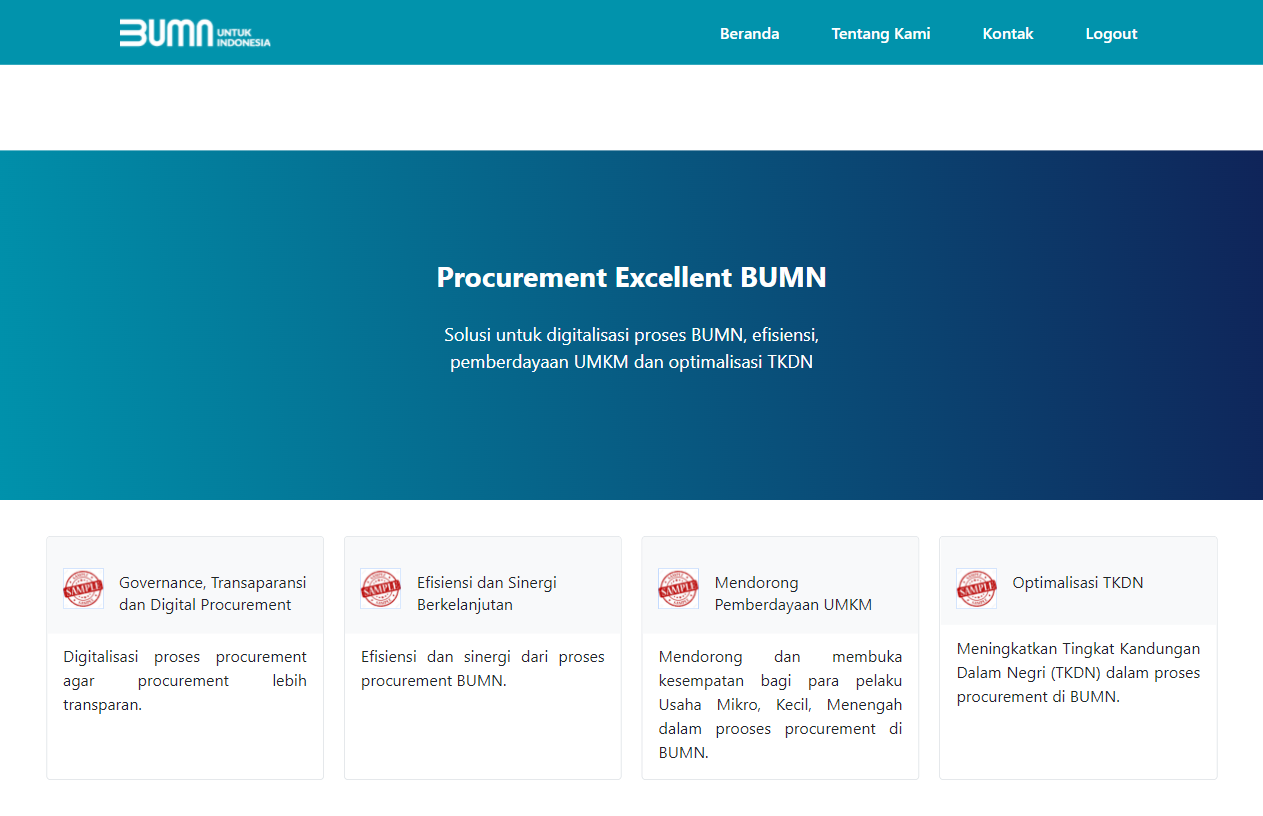 BUMN UNTUK INDONESIA
Beranda
Tentang Kami
Kontak
Logout
Procurement Excellent BUMN
Solusi untuk digitalisasi proses BUMN, efisiensi,
pemberdayaan UMKM dan optimalisasi TKDN
SAMPLE
Governance, Transaparansi
dan Digital Procurement
Digitalisasi proses procurement
agar procurement lebih
transparan.
SAMPLE
Efisiensi dan Sinergi
Berkelanjutan
Efisiensi dan sinergi dari proses
procurement BUMN.
SAMPLE
Mendorong
Pemberdayaan UMKM
Mendorong dan membuka
kesempatan bagi para pelaku
Usaha Mikro, Kecil, Menengah
dalam prooses procurement di
BUMN.
SAMPLE
Optimalisasi TKDN
Meningkatkan Tingkat Kandungan
Dalam Negri (TKDN) dalam proses
procurement di BUMN.